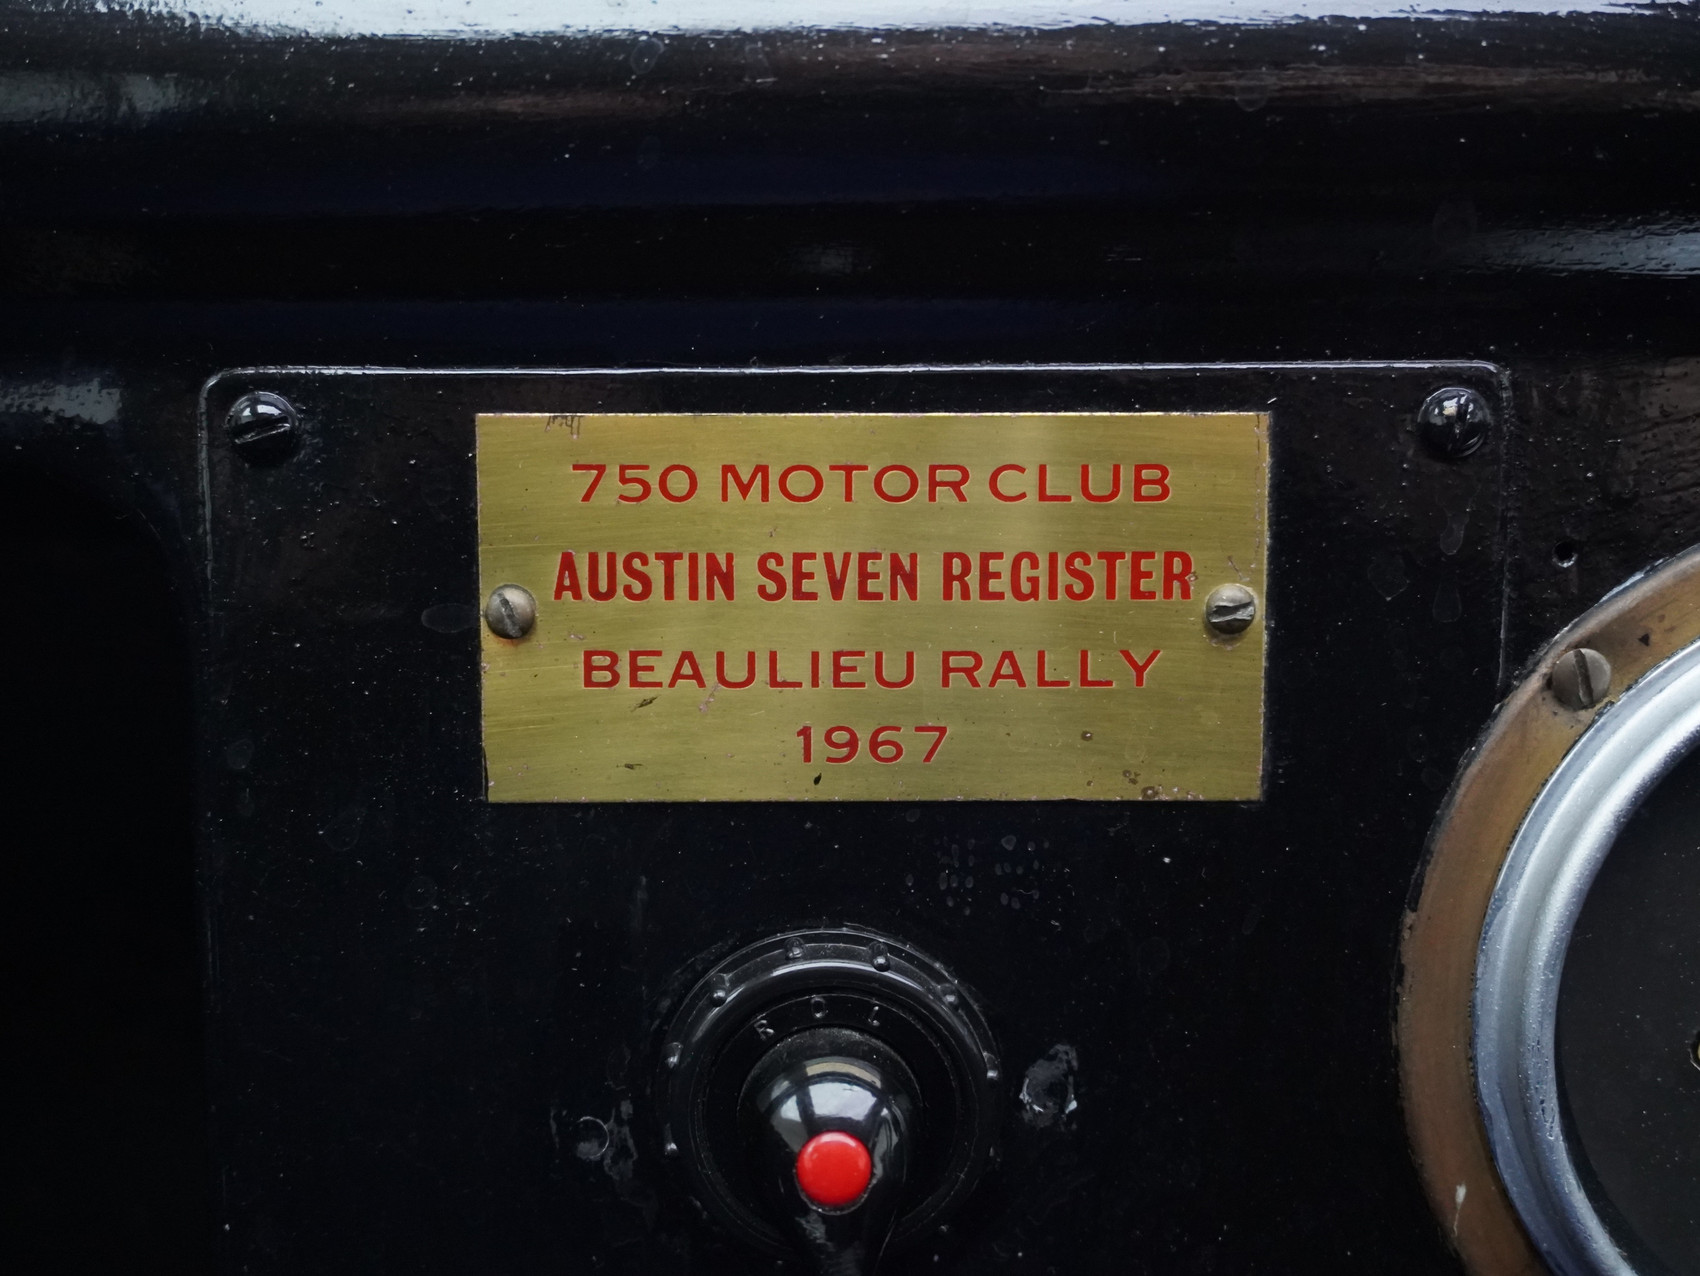 750 MOTOR CLUB
AUSTIN SEVEN REGISTER
BEAULIEU RALLY
1967
R O L